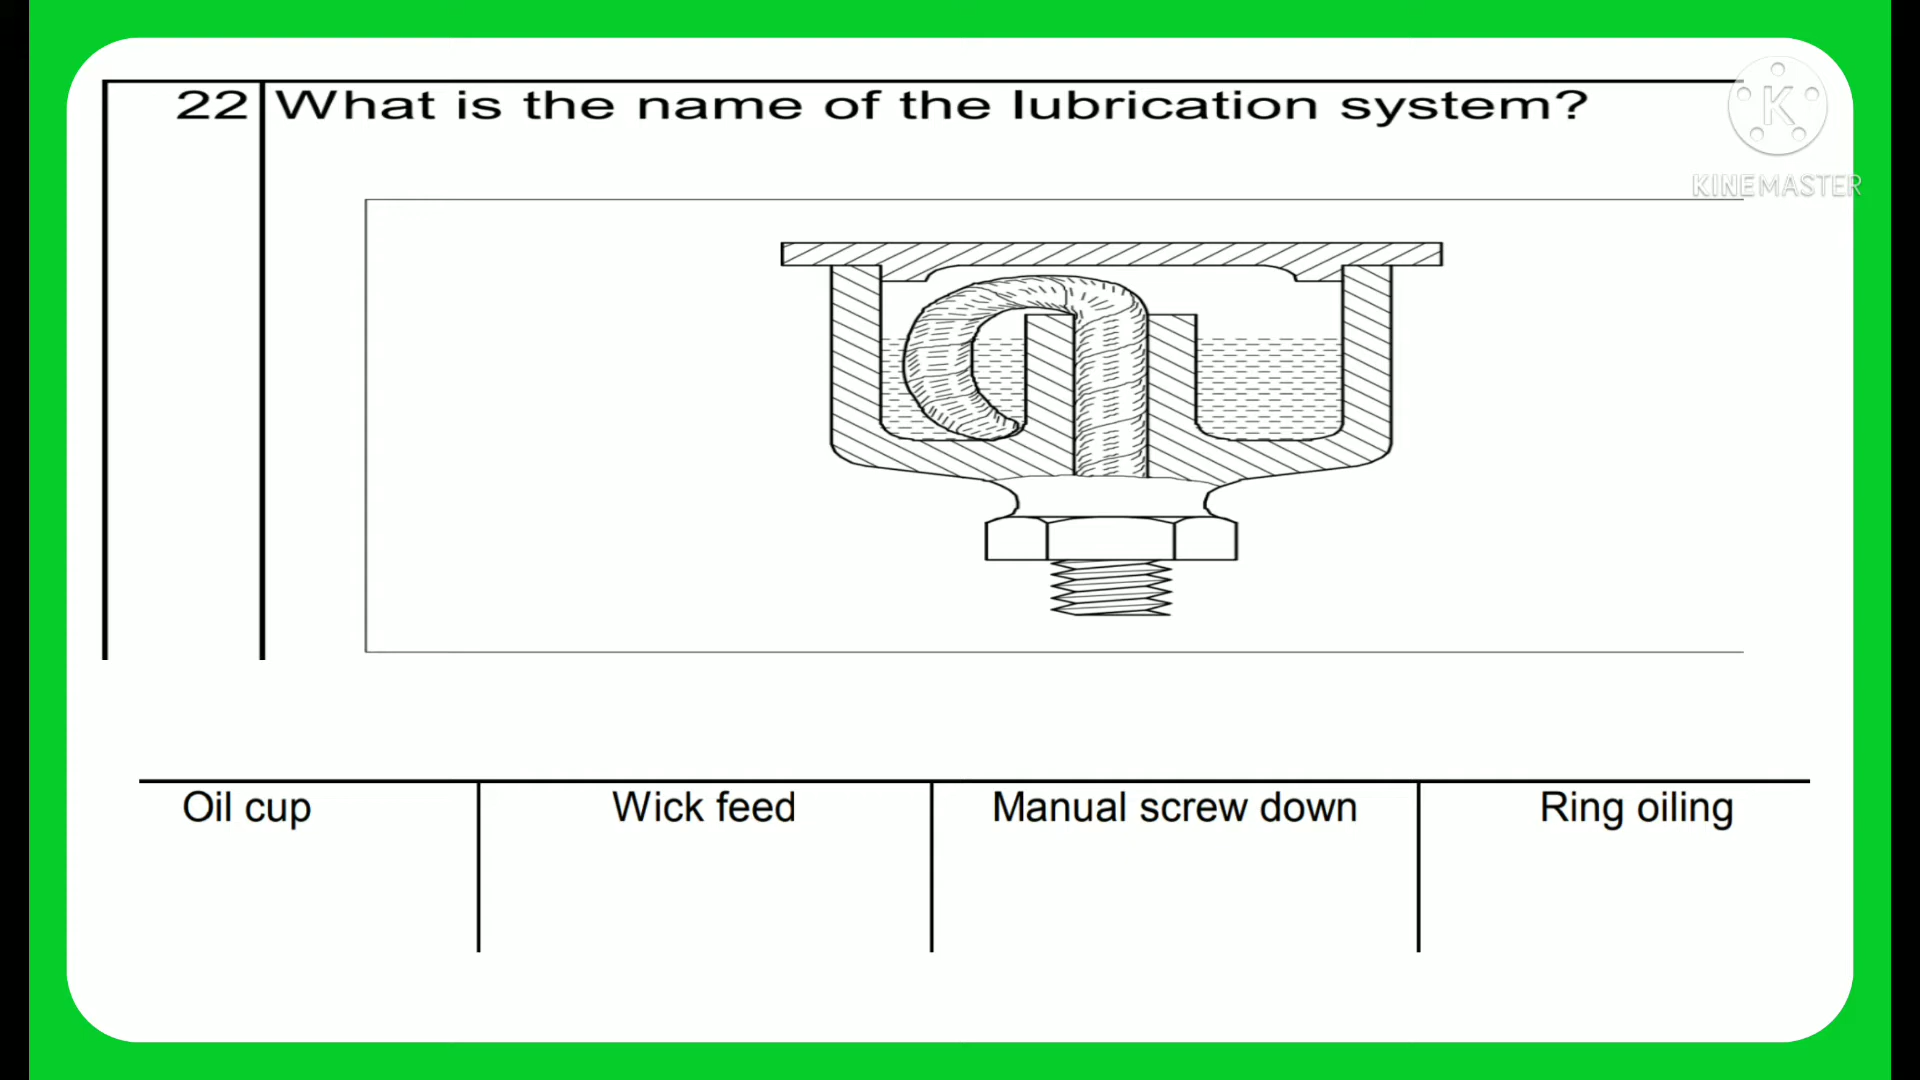 22 What is the name of the lubrication system?
K
KINEMASTER
Oil cup Wick feed Manual screw down Ring oiling